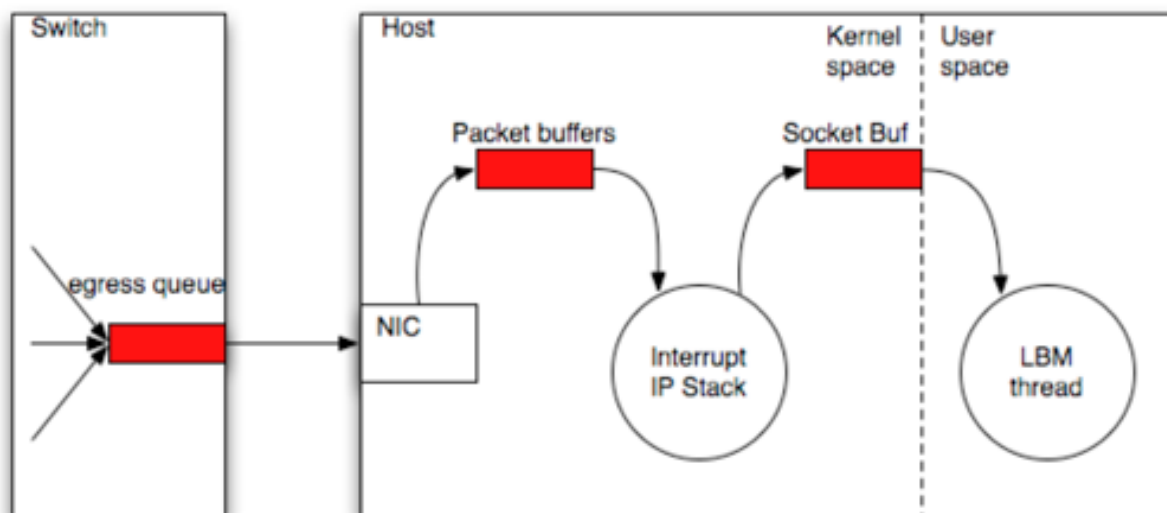 Switch
Host
Kernel
space
User
space
Packet buffers
Socket Buf
egress queue
NIC
Interrupt
IP Stack
LBM
thread